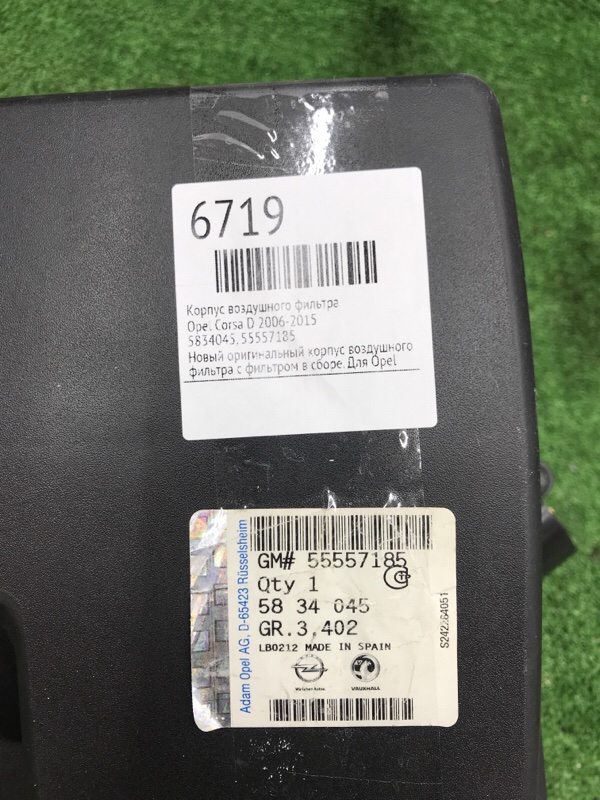 6719
Корпус воздушного фильтра
Opel Corsa D 2006-2015
5834045, 55557185
Новый оригинальный корпус воздушного
фильтра с фильтром в сборе. Для Opel
Adam Opel AG, D-65423 Rüsselsheim
GM# 55557185
Qty 1
58 34 045
GR.3,402
LB0212 MADE IN SPAIN
VAUXHALL